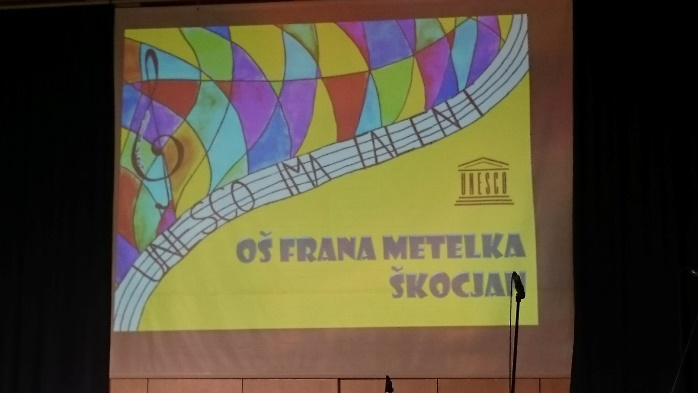 UNESCO IMA TALENT
UNESCO
OŠ FRANA METELKA
ŠKOCJAN